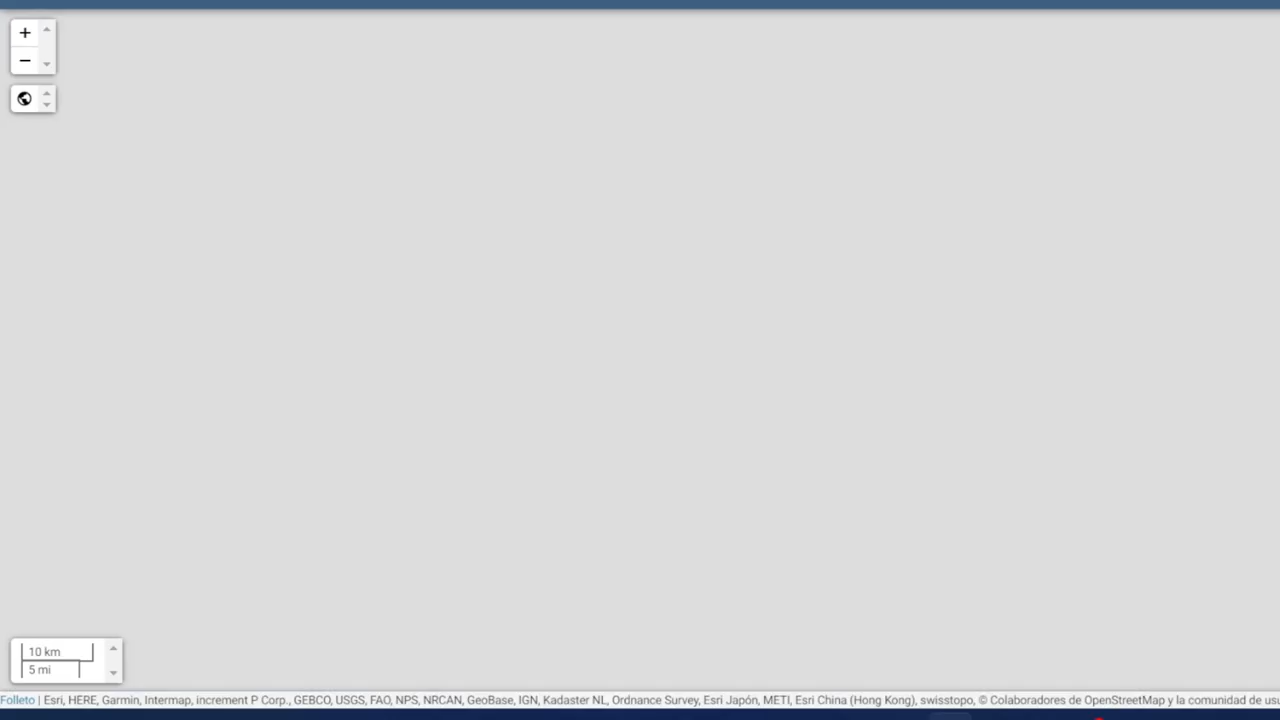 +
−
10 km
5 mi
Folleto | Esri, HERE, Garmin, Intermap, increment P Corp., GEBCO, USGS, FAO, NPS, NRCAN, GeoBase, IGN, Kadaster NL, Ordnance Survey, Esri Japón, METI, Esri China (Hong Kong), swisstopo, © Colaboradores de OpenStreetMap y la comunidad de us